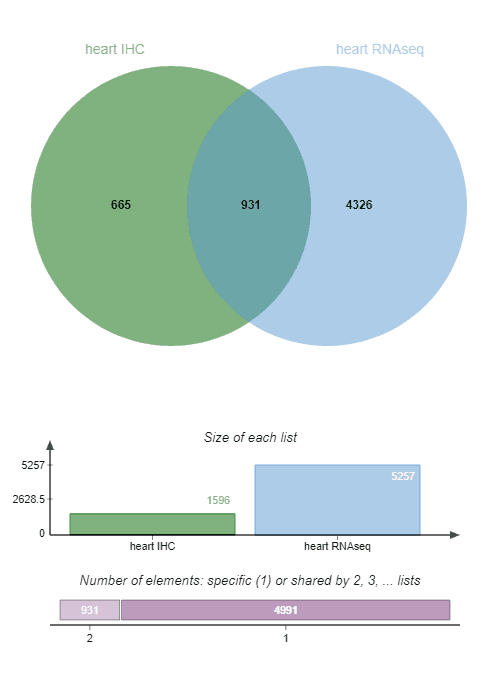 heart IHC heart RNAseq
665 931 4326
Size of each list
5257
5257
1596
2628.5
0
heart IHC heart RNAseq
Number of elements: specific (1) or shared by 2, 3, ... lists
931 4991
2 1